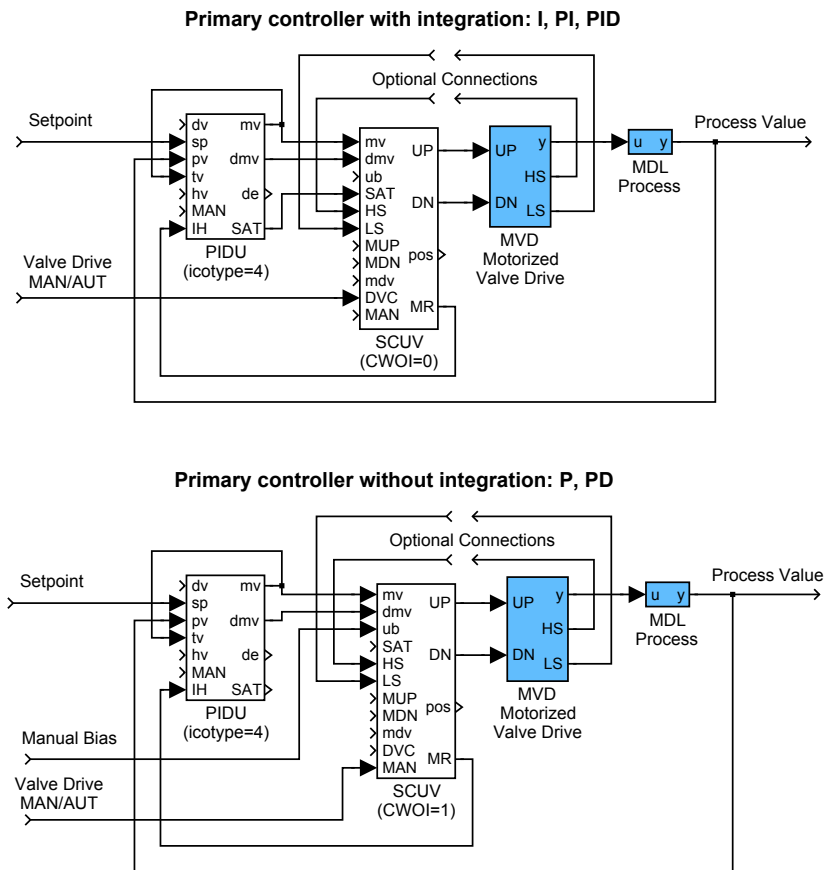 Primary controller with integration: I, PI, PID
Optional Connections
Setpoint
Process Value
dv
sp
pv
tv
hv
MAN
IH
mv
dmv
de
SAT
PIDU
(icotype=4)
mv
dmv
ub
SAT
HS
LS
MUP
MDN
mdv
DVC
MAN
UP
DN
pos
MR
SCUV
(CWOI=0)
UP
DN
y
HS
LS
MVD
Motorized
Valve Drive
u y
MDL
Process
Valve Drive
MAN/AUT
Primary controller without integration: P, PD
Optional Connections
Setpoint
Process Value
dv
sp
pv
tv
hv
MAN
IH
mv
dmv
de
SAT
PIDU
(icotype=4)
mv
dmv
ub
SAT
HS
LS
MUP
MDN
mdv
DVC
MAN
UP
DN
pos
MR
SCUV
(CWOI=1)
UP
DN
y
HS
LS
MVD
Motorized
Valve Drive
u y
MDL
Process
Manual Bias
Valve Drive
MAN/AUT